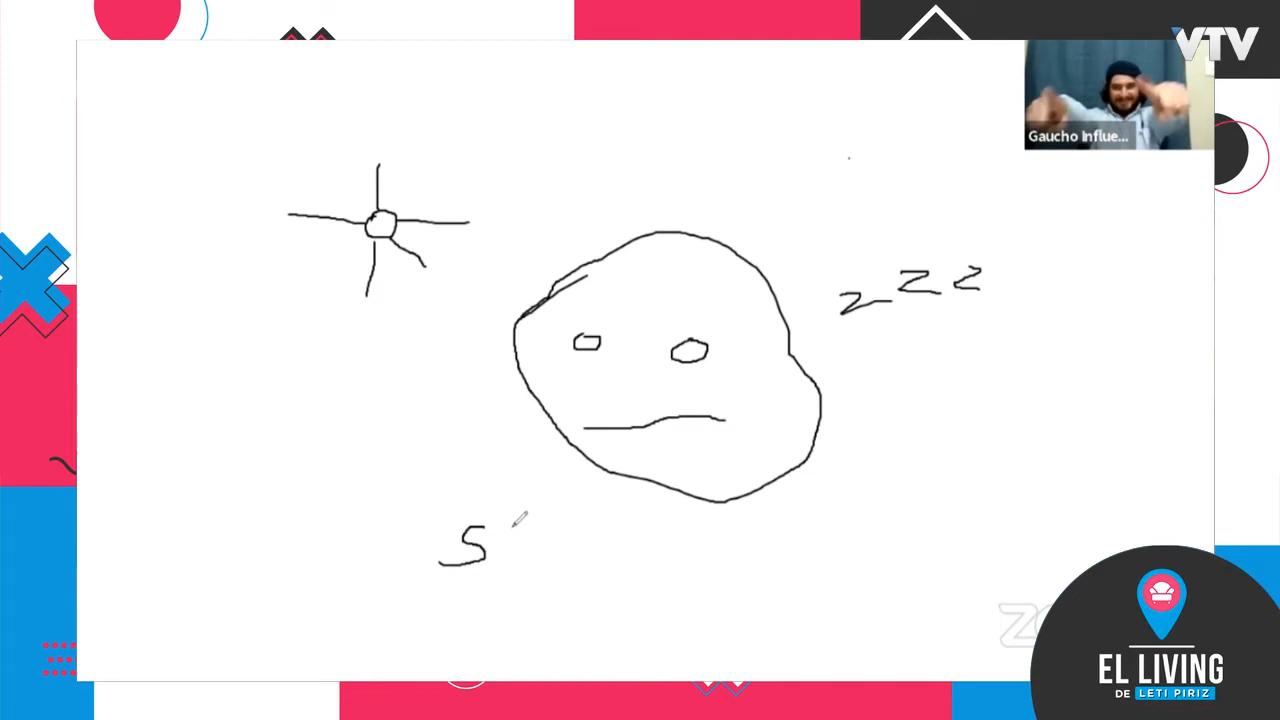 VTV
Gaucho Influe...
z z z
S
EL LIVING
DE LETI PIRIZ